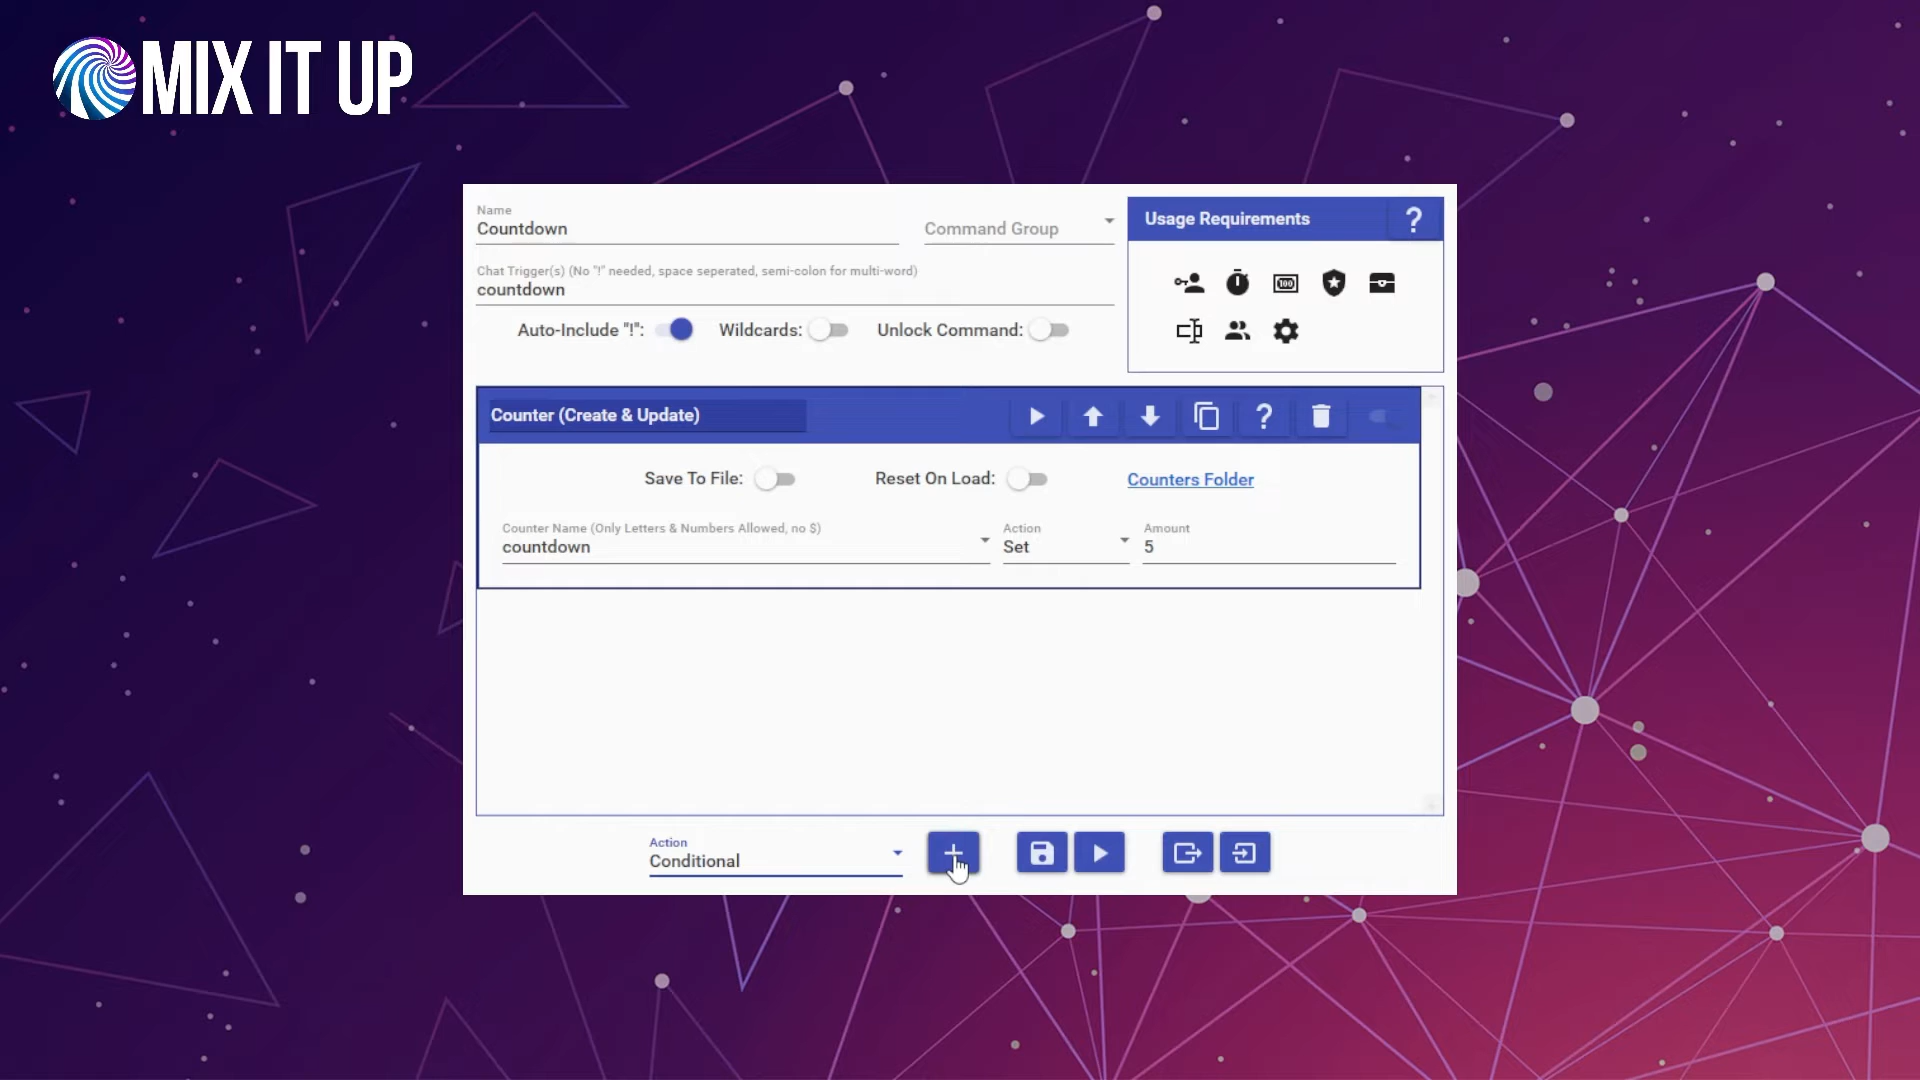 MIX IT UP
Name
Countdown
Command Group
Usage Requirements
?
Chat Trigger(s) (No "!" needed, space seperated, semi-colon for multi-word)
countdown
100
Auto-Include "!":
Wildcards:
Unlock Command:
Counter (Create & Update)
?
Save To File:
Reset On Load:
Counters Folder
Counter Name (Only Letters & Numbers Allowed, no $)
countdown
Action
Set
Amount
5
Action
Conditional